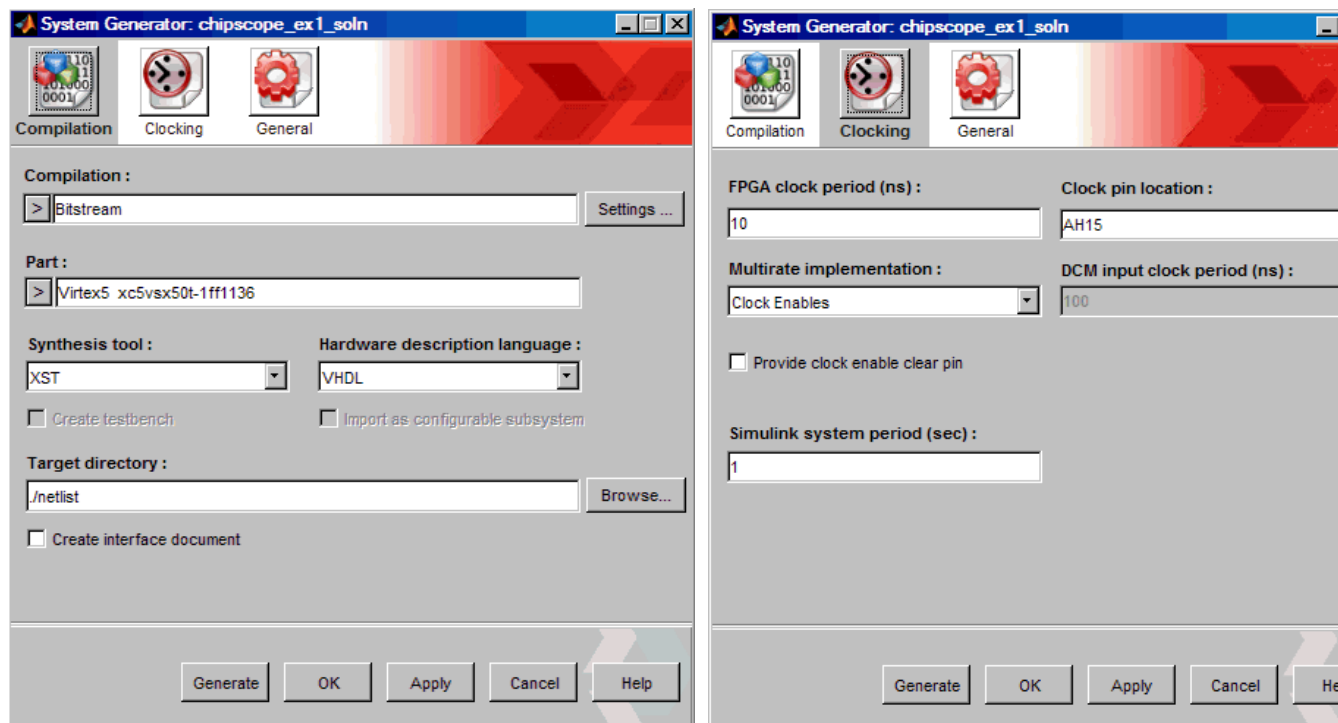 System Generator: chipscope_ex1_soln
Compilation
Clocking
General
Compilation :
> Bitstream
Settings ...
Part :
> Virtex5 xc5vsx50t-1ff1136
Synthesis tool :
Hardware description language :
XST
VHDL
Create testbench
Import as configurable subsystem
Target directory :
./netlist
Browse...
Create interface document
Generate
OK
Apply
Cancel
Help
System Generator: chipscope_ex1_soln
Compilation
Clocking
General
FPGA clock period (ns) :
Clock pin location :
10
AH15
Multirate implementation :
DCM input clock period (ns) :
Clock Enables
100
Provide clock enable clear pin
Simulink system period (sec) :
1
Generate
OK
Apply
Cancel
He